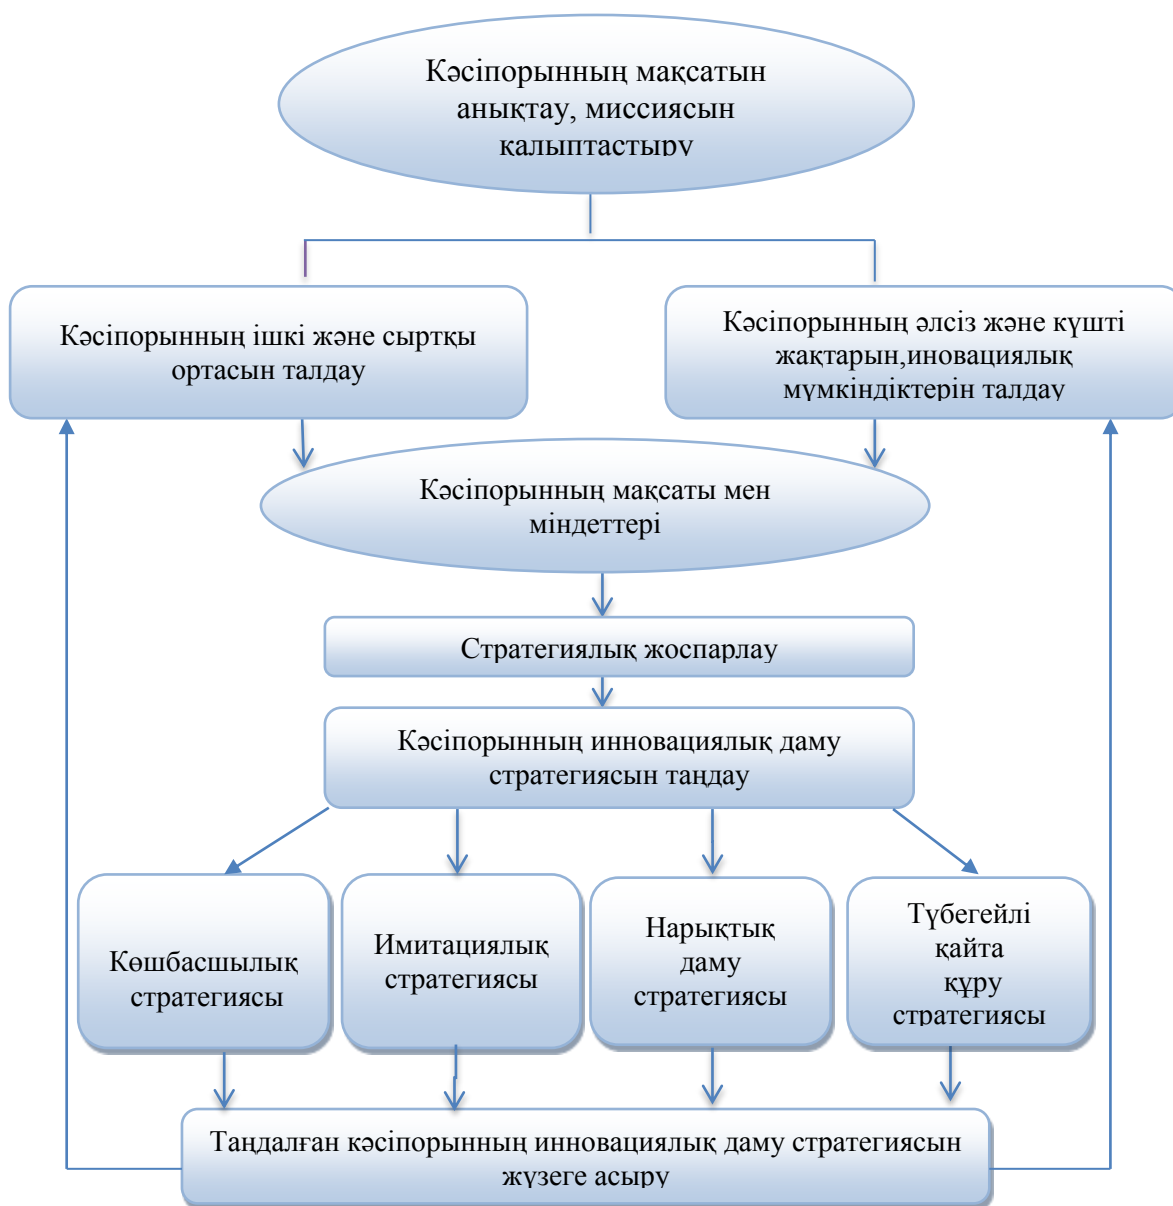 Кәсіпорынның мақсатын
анықтау, миссиясын
қалыптастыру
Кәсіпорынның ішкі және сыртқы
ортасын талдау
Кәсіпорынның әлсіз және күшті
жақтарын,иновациялық
мүмкіндіктерін талдау
Кәсіпорынның мақсаты мен
міндеттері
Стратегиялық жоспарлау
Кәсіпорынның инновациялық даму
стратегиясын таңдау
Көшбасшылық
стратегиясы
Имитациялық
стратегиясы
Нарықтық
даму
стратегиясы
Түбегейлі
қайта
құру
стратегиясы
Таңдалған кәсіпорынның инновациялық даму стратегиясын
жүзеге асыру